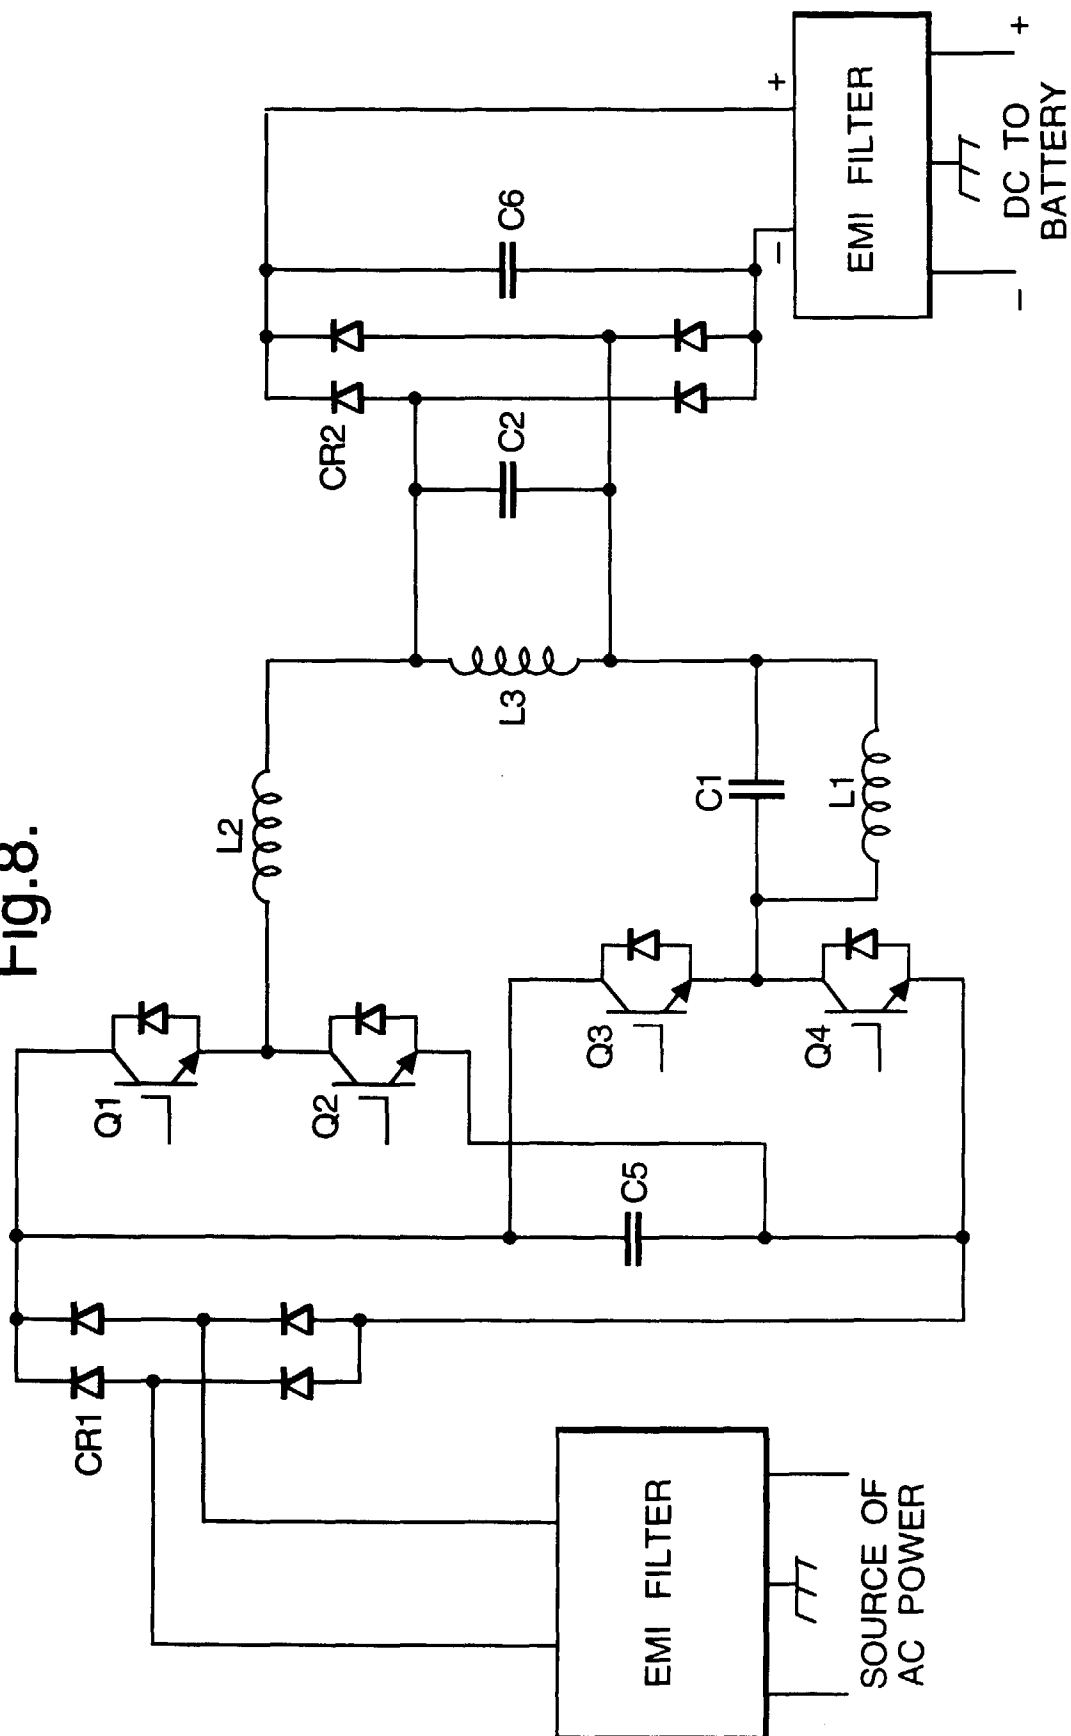 Fig.8.
CR1
Q1
Q2
L2
C5
Q3
Q4
C1
L1
L3
CR2
C2
C6
+
−
EMI FILTER
SOURCE OF
AC POWER
EMI FILTER
−
+
DC TO
BATTERY